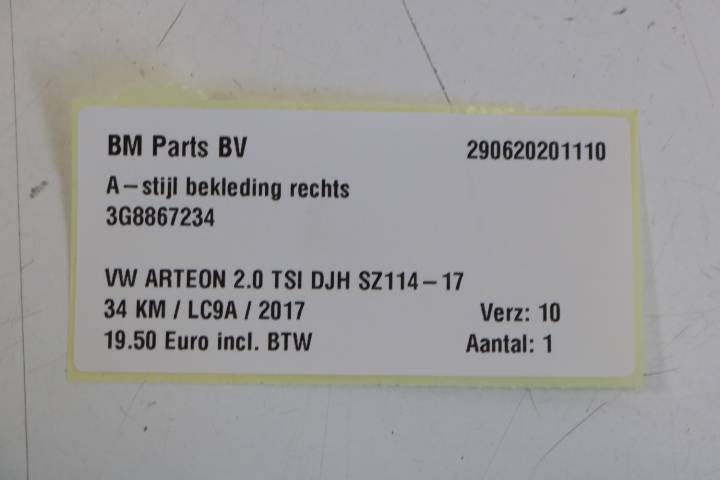 BM Parts BV 290620201110
A-stijl bekleding rechts
3G8867234
VW ARTEON 2.0 TSI DJH SZ114-17
34 KM / LC9A / 2017 Verz: 10
19.50 Euro incl. BTW Aantal: 1